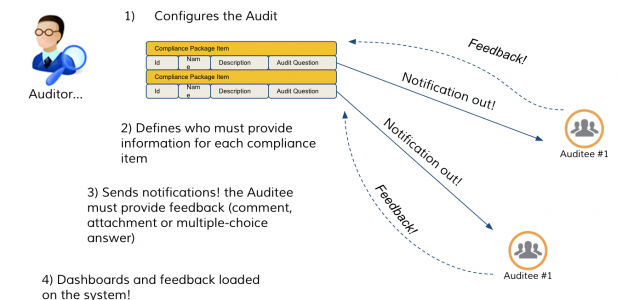 1) Configures the Audit
Feedback!
Compliance Package Item
Id Nam e Description Audit Question
Compliance Package Item
Id Nam e Description Audit Question
Notification out!
Auditor...
2) Defines who must provide
information for each compliance
item
Notification out!
Auditee #1
3) Sends notifications! the Auditee
must provide feedback (comment,
attachment or multiple-choice
answer)
Feedback!
Auditee #1
4) Dashboards and feedback loaded
on the system!